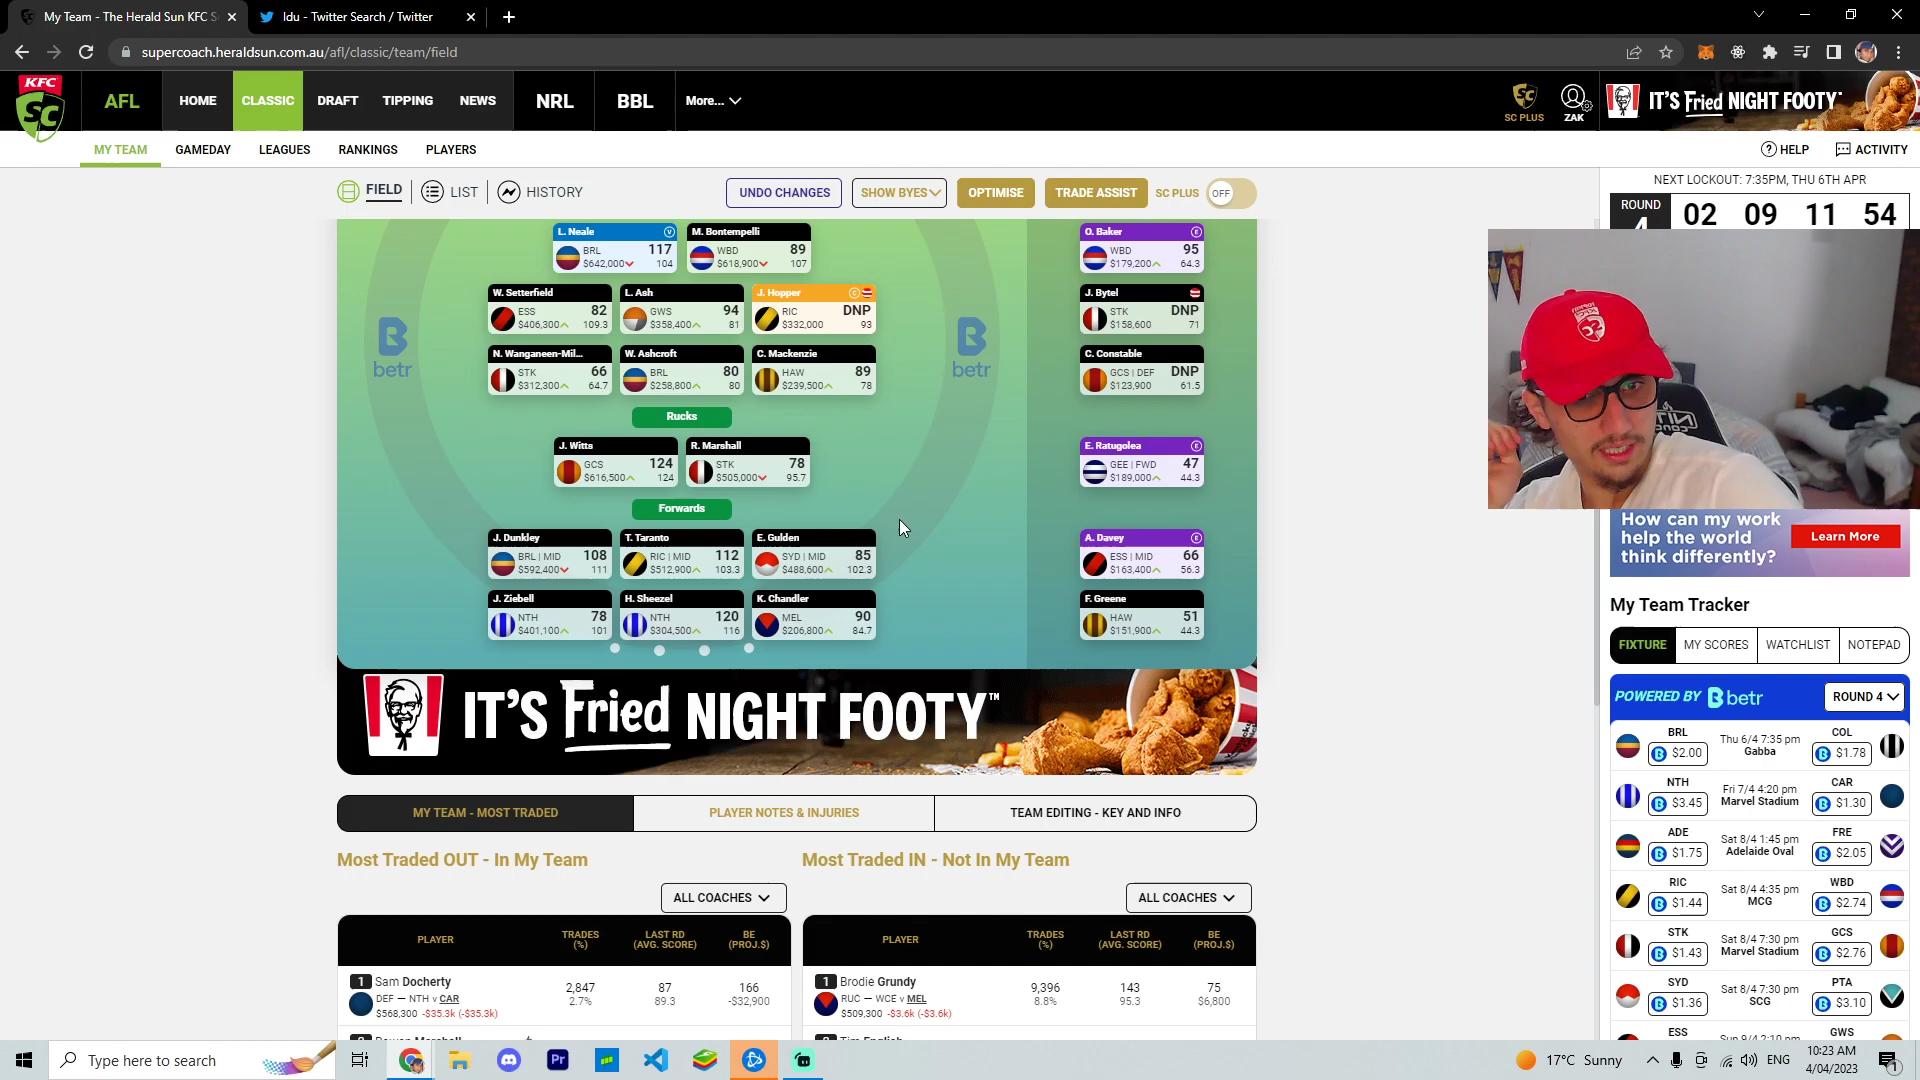 My Team - The Herald Sun KFC S
ldu - Twitter Search / Twitter
supercoach.heraldsun.com.au/afl/classic/team/field
KFC
SC
AFL
HOME
CLASSIC
DRAFT
TIPPING
NEWS
NRL
BBL
More...
SC PLUS
ZAK
IT'S Fried NIGHT FOOTY™
MY TEAM
GAMEDAY
LEAGUES
RANKINGS
PLAYERS
HELP
ACTIVITY
FIELD
LIST
HISTORY
UNDO CHANGES
SHOW BYES
OPTIMISE
TRADE ASSIST
SC PLUS
OFF
NEXT LOCKOUT: 7:35PM, THU 6TH APR
ROUND
02 09 11 54
L. Neale V
BRL 117
$642,000 104
M. Bontempelli
WBD 89
$618,900 107
O. Baker E
WBD 95
$179,200 64.3
W. Setterfield
ESS 82
$406,300 109.3
L. Ash
GWS 94
$358,400 81
J. Hopper C
RIC DNP
$332,000 93
J. Bytel
STK DNP
$158,600 71
B
betr
B
betr
N. Wanganeen-Mil...
STK 66
$312,300 64.7
W. Ashcroft
BRL 80
$258,800 80
C. Mackenzie
HAW 89
$239,500 78
C. Constable
GCS | DEF DNP
$123,900 61.5
Rucks
J. Witts
GCS 124
$616,500 124
R. Marshall
STK 78
$505,000 95.7
E. Ratugolea E
GEE | FWD 47
$189,000 44.3
Forwards
J. Dunkley
BRL | MID 108
$592,400 111
T. Taranto
RIC | MID 112
$512,900 103.3
E. Gulden
SYD | MID 85
$488,600 102.3
A. Davey E
ESS | MID 66
$163,400 56.3
J. Ziebell
NTH 78
$401,100 101
H. Sheezel
NTH 120
$304,500 116
K. Chandler
MEL 90
$206,800 84.7
F. Greene
HAW 51
$151,900 44.3
KFC
IT'S Fried NIGHT FOOTY™
How can my work
help the world
think differently?
Learn More
My Team Tracker
FIXTURE
MY SCORES
WATCHLIST
NOTEPAD
POWERED BY B betr
ROUND 4
BRL
$2.00
Thu 6/4 7:35 pm
Gabba
COL
$1.78
NTH
$3.45
Fri 7/4 4:20 pm
Marvel Stadium
CAR
$1.30
ADE
$1.75
Sat 8/4 1:45 pm
Adelaide Oval
FRE
$2.05
RIC
$1.44
Sat 8/4 4:35 pm
MCG
WBD
$2.74
STK
$1.43
Sat 8/4 7:30 pm
Marvel Stadium
GCS
$2.76
SYD
$1.36
Sat 8/4 7:30 pm
SCG
PTA
$3.10
ESS
GWS
MY TEAM - MOST TRADED
PLAYER NOTES & INJURIES
TEAM EDITING - KEY AND INFO
Most Traded OUT - In My Team
ALL COACHES
PLAYER
TRADES
(%)
LAST RD
(AVG. SCORE)
BE
(PROJ.$)
1 Sam Docherty
DEF — NTH v CAR
$568,300 -$35.3k (-$35.3k)
2,847
2.7%
87
89.3
166
-$32,900
Most Traded IN - Not In My Team
ALL COACHES
PLAYER
TRADES
(%)
LAST RD
(AVG. SCORE)
BE
(PROJ.$)
1 Brodie Grundy
RUC — WCE v MEL
$509,300 -$3.6k (-$3.6k)
9,396
8.8%
143
95.3
75
$6,800
Type here to search
Pr
17°C Sunny
ENG
10:23 AM
4/04/2023
1